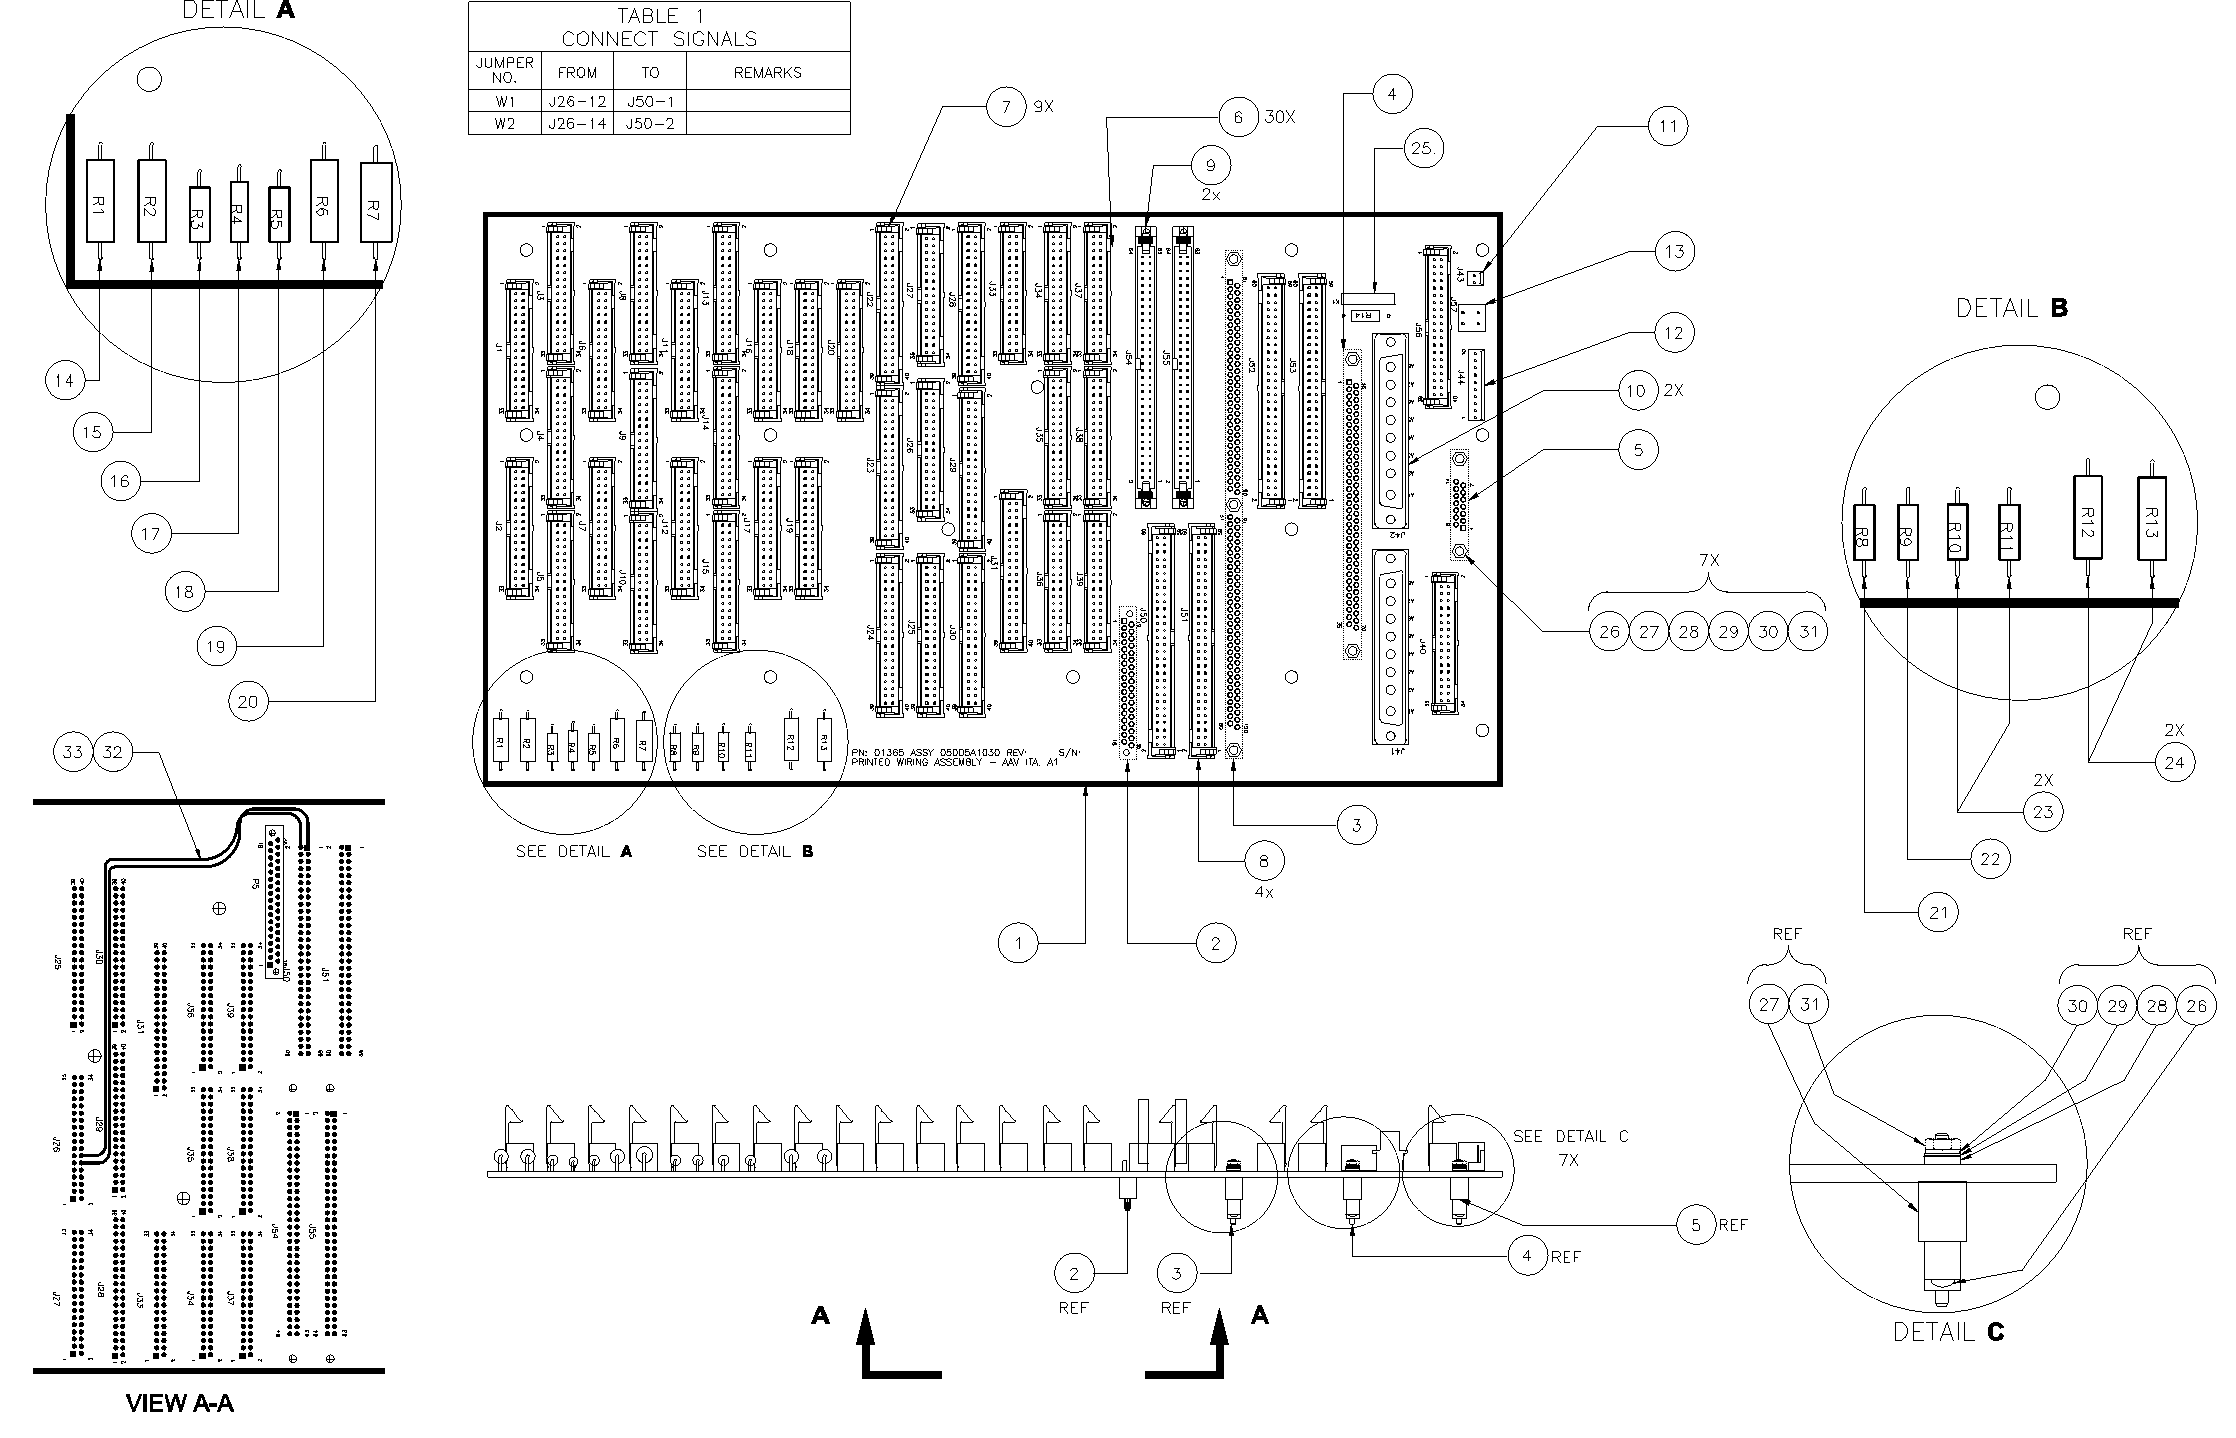 DETAIL A
R1 R2 R3 R4 R5 R6 R7
14
15
16
17
18
19
20
TABLE 1
CONNECT SIGNALS
JUMPER NO. FROM TO REMARKS
W1 J26-12 J50-1
W2 J26-14 J50-2
7 9X
6 30X
9
2x
4
25.
11
13
12
10 2X
5
7X
26 27 28 29 30 31
J3 J8 J13 J22 J27 J28 J33 J34 J37
J1 J6 J11 J16 J18 J20
J4 J9 J14 J23 J26 J29 J35 J38
J2 J7 J12 J17 J19
J5 J10 J15 J24 J25 J30 J31 J36 J39
J54 J55 J52 J53 J56 J43 J57 J44
R14
J42
J50 J51 J41 J40
R1 R2 R3 R4 R5 R6 R7 R8 R9 R10 R11 R12 R13
PN: 01365 ASSY 05D05A1030 REV: S/N:
PRINTED WIRING ASSEMBLY - AAV ITA, A1
SEE DETAIL A
SEE DETAIL B
1
2
8
4x
3
DETAIL B
R8 R9 R10 R11 R12 R13
2X
24
2X
23
22
21
33 32
P5
J25 J30 J31 J36 J39 J50 J51
J26 J29 J35 J38
J27 J28 J33 J34 J37 J54 J55
VIEW A-A
SEE DETAIL C
7X
5 REF
4 REF
2
REF
3
REF
A A
REF
27 31
REF
30 29 28 26
DETAIL C